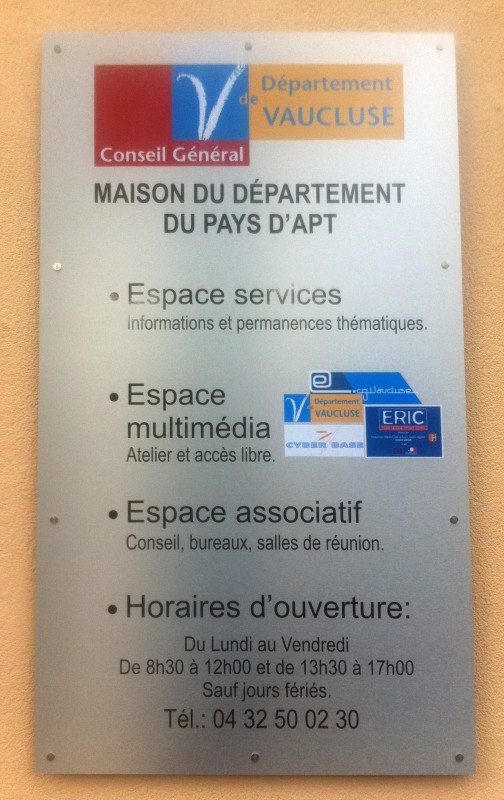 Département
de VAUCLUSE
Conseil Général
MAISON DU DÉPARTEMENT
DU PAYS D'APT
• Espace services
Informations et permanences thématiques.
• Espace
multimédia
Atelier et accès libre.
e
.cg.Vaucluse
Département
VAUCLUSE
CYBER BASE
ERIC
• Espace associatif
Conseil, bureaux, salles de réunion.
• Horaires d'ouverture:
Du Lundi au Vendredi
De 8h30 à 12h00 et de 13h30 à 17h00
Sauf jours fériés.
Tél.: 04 32 50 02 30